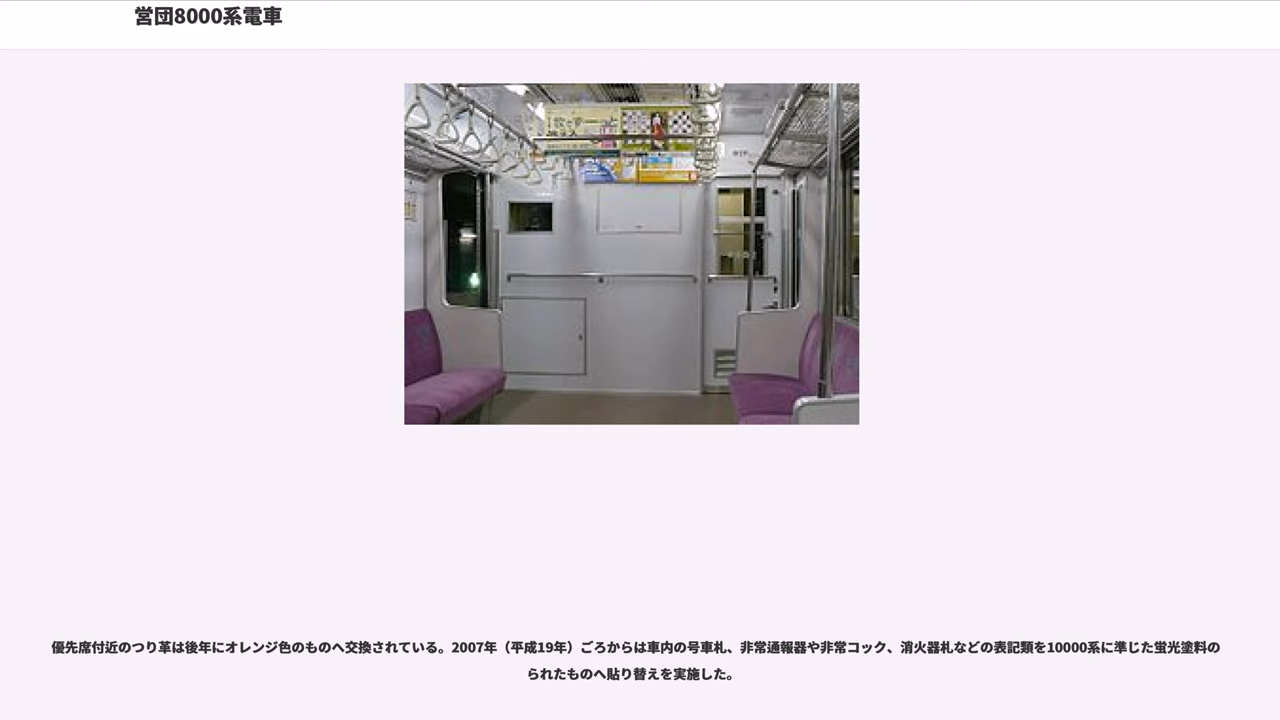 営団8000系電車
優先席付近のつり革は後年にオレンジ色のものへ交換されている。2007年（平成19年）ごろからは車内の号車札、非常通報器や非常コック、消火器札などの表記類を10000系に準じた蛍光塗料の
られたものへ貼り替えを実施した。